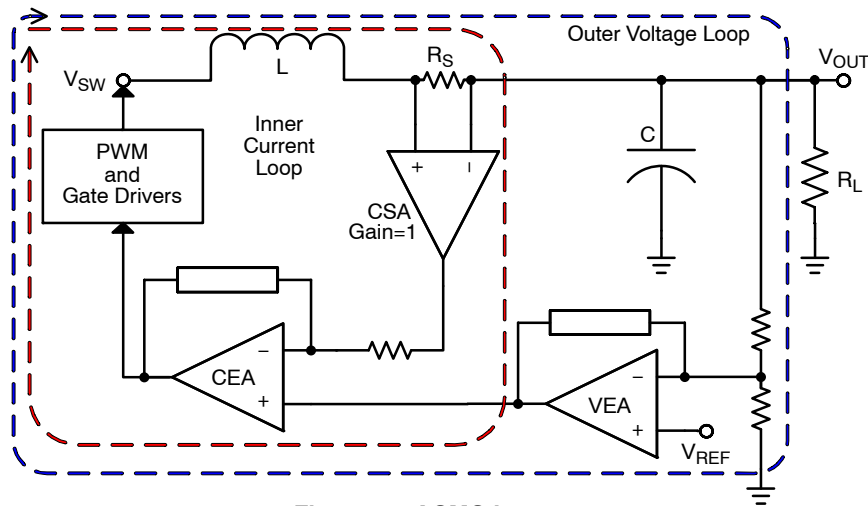 Outer Voltage Loop
V_OUT
R_S
L
V_SW
Inner
Current
Loop
PWM
and
Gate Drivers
+ −
CSA
Gain=1
C
R_L
−
CEA
+
−
VEA
+
V_REF